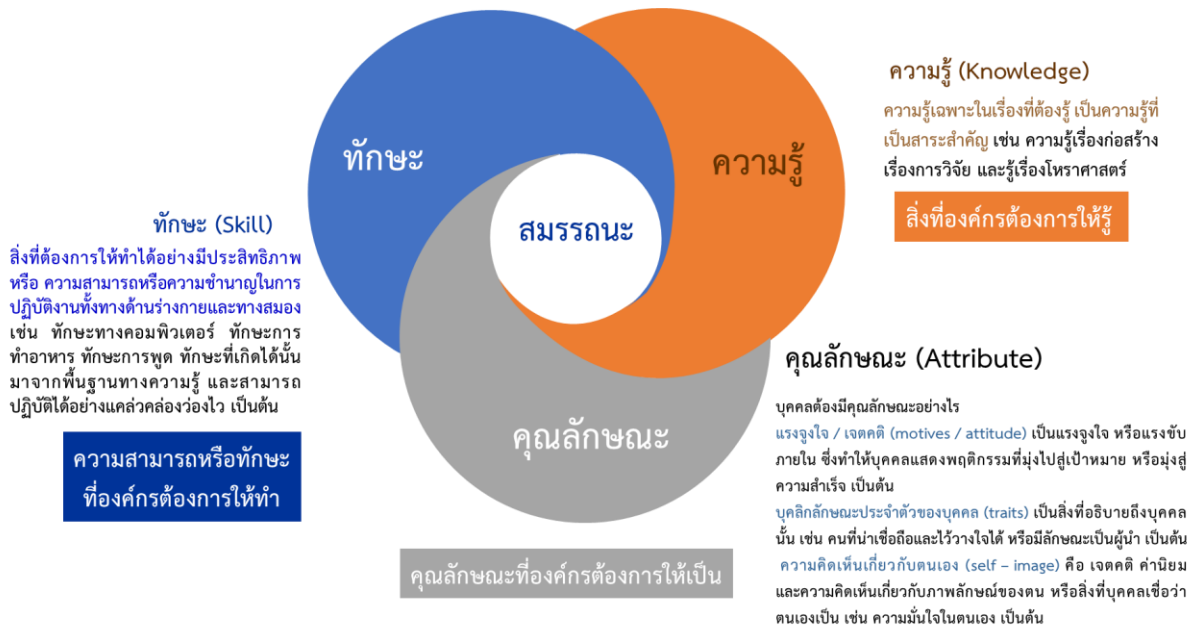 ทักษะ
ความรู้
สมรรถนะ
คุณลักษณะ
ความรู้ (Knowledge)
ความรู้เฉพาะในเรื่องที่ต้องรู้ เป็นความรู้ที่
เป็นสาระสำคัญ เช่น ความรู้เรื่องก่อสร้าง
เรื่องการวิจัย และรู้เรื่องโหราศาสตร์
สิ่งที่องค์กรต้องการให้รู้
ทักษะ (Skill)
สิ่งที่ต้องการให้ทำได้อย่างมีประสิทธิภาพ
หรือ ความสามารถหรือความชำนาญในการ
ปฏิบัติงานทั้งทางด้านร่างกายและทางสมอง
เช่น ทักษะทางคอมพิวเตอร์ ทักษะการ
ทำอาหาร ทักษะการพูด ทักษะที่เกิดได้นั้น
มาจากพื้นฐานทางความรู้ และสามารถ
ปฏิบัติได้อย่างแคล่วคล่องว่องไว เป็นต้น
ความสามารถหรือทักษะ
ที่องค์กรต้องการให้ทำ
คุณลักษณะ (Attribute)
บุคคลต้องมีคุณลักษณะอย่างไร
แรงจูงใจ / เจตคติ (motives / attitude) เป็นแรงจูงใจ หรือแรงขับ
ภายใน ซึ่งทำให้บุคคลแสดงพฤติกรรมที่มุ่งไปสู่เป้าหมาย หรือมุ่งสู่
ความสำเร็จ เป็นต้น
บุคลิกลักษณะประจำตัวของบุคคล (traits) เป็นสิ่งที่อธิบายถึงบุคคล
นั้น เช่น คนที่น่าเชื่อถือและไว้วางใจได้ หรือมีลักษณะเป็นผู้นำ เป็นต้น
ความคิดเห็นเกี่ยวกับตนเอง (self – image) คือ เจตคติ ค่านิยม
และความคิดเห็นเกี่ยวกับภาพลักษณ์ของตน หรือสิ่งที่บุคคลเชื่อว่า
ตนเองเป็น เช่น ความมั่นใจในตนเอง เป็นต้น
คุณลักษณะที่องค์กรต้องการให้เป็น